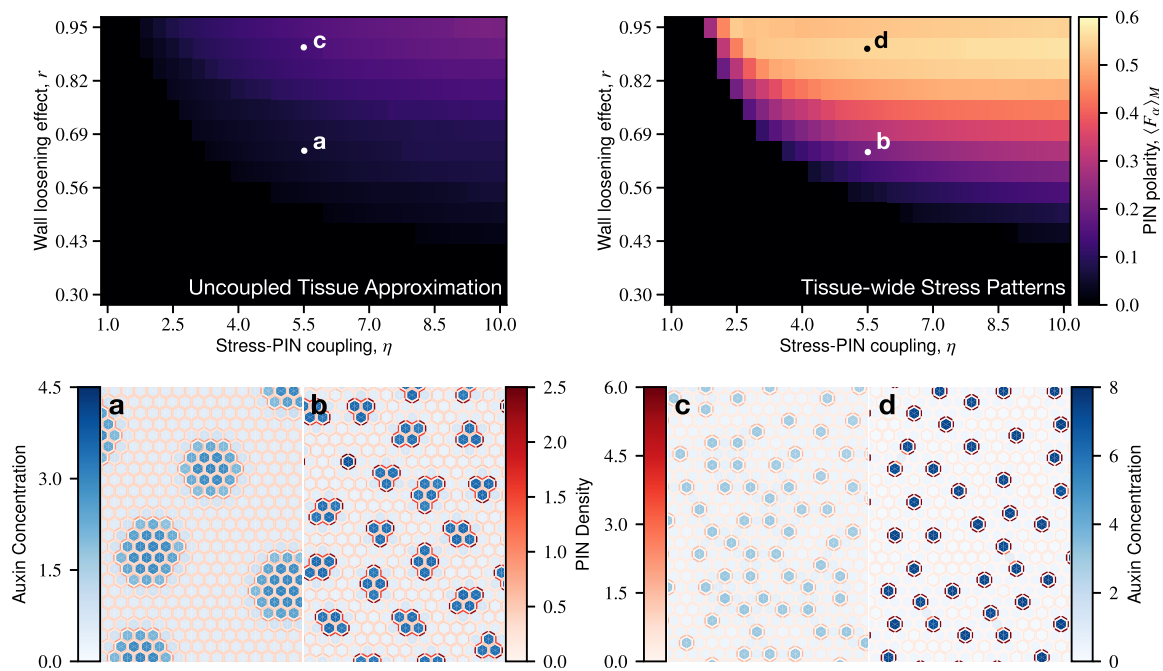 Wall loosening effect, r
0.95
0.82
0.69
0.56
0.43
0.30
c
a
Uncoupled Tissue Approximation
1.0 2.5 4.0 5.5 7.0 8.5 10.0
Stress-PIN coupling, η
Wall loosening effect, r
0.95
0.82
0.69
0.56
0.43
0.30
d
b
Tissue-wide Stress Patterns
1.0 2.5 4.0 5.5 7.0 8.5 10.0
Stress-PIN coupling, η
0.6
0.5
0.4
0.3
0.2
0.1
0.0
PIN polarity, ⟨Fα⟩M
Auxin Concentration
4.5
3.0
1.5
0.0
a
b
2.5
2.0
1.5
1.0
0.5
0.0
PIN Density
6.0
4.5
3.0
1.5
0.0
c
d
8
6
4
2
0
Auxin Concentration